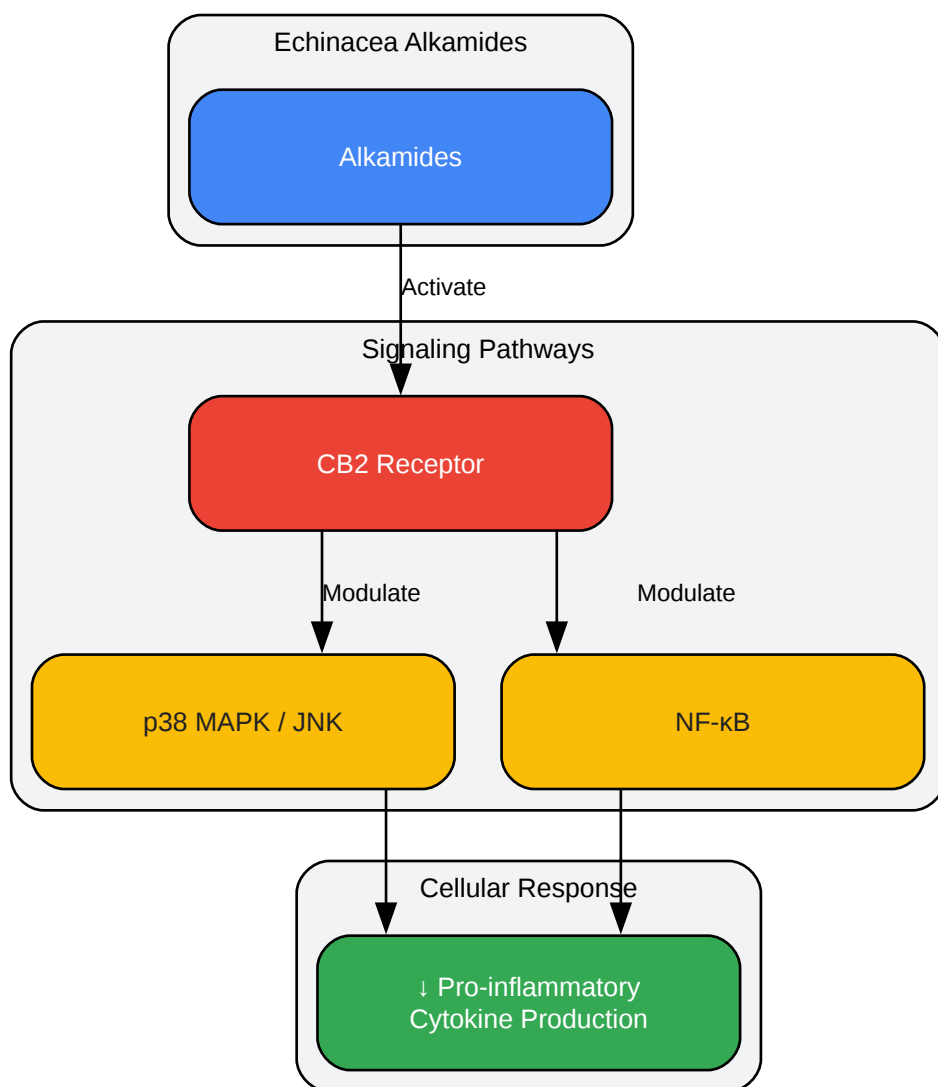 Echinacea Alkamides
Alkamides
Activate
Signaling Pathways
CB2 Receptor
Modulate
Modulate
p38 MAPK / JNK
NF-κB
Cellular Response
↓ Pro-inflammatory
Cytokine Production